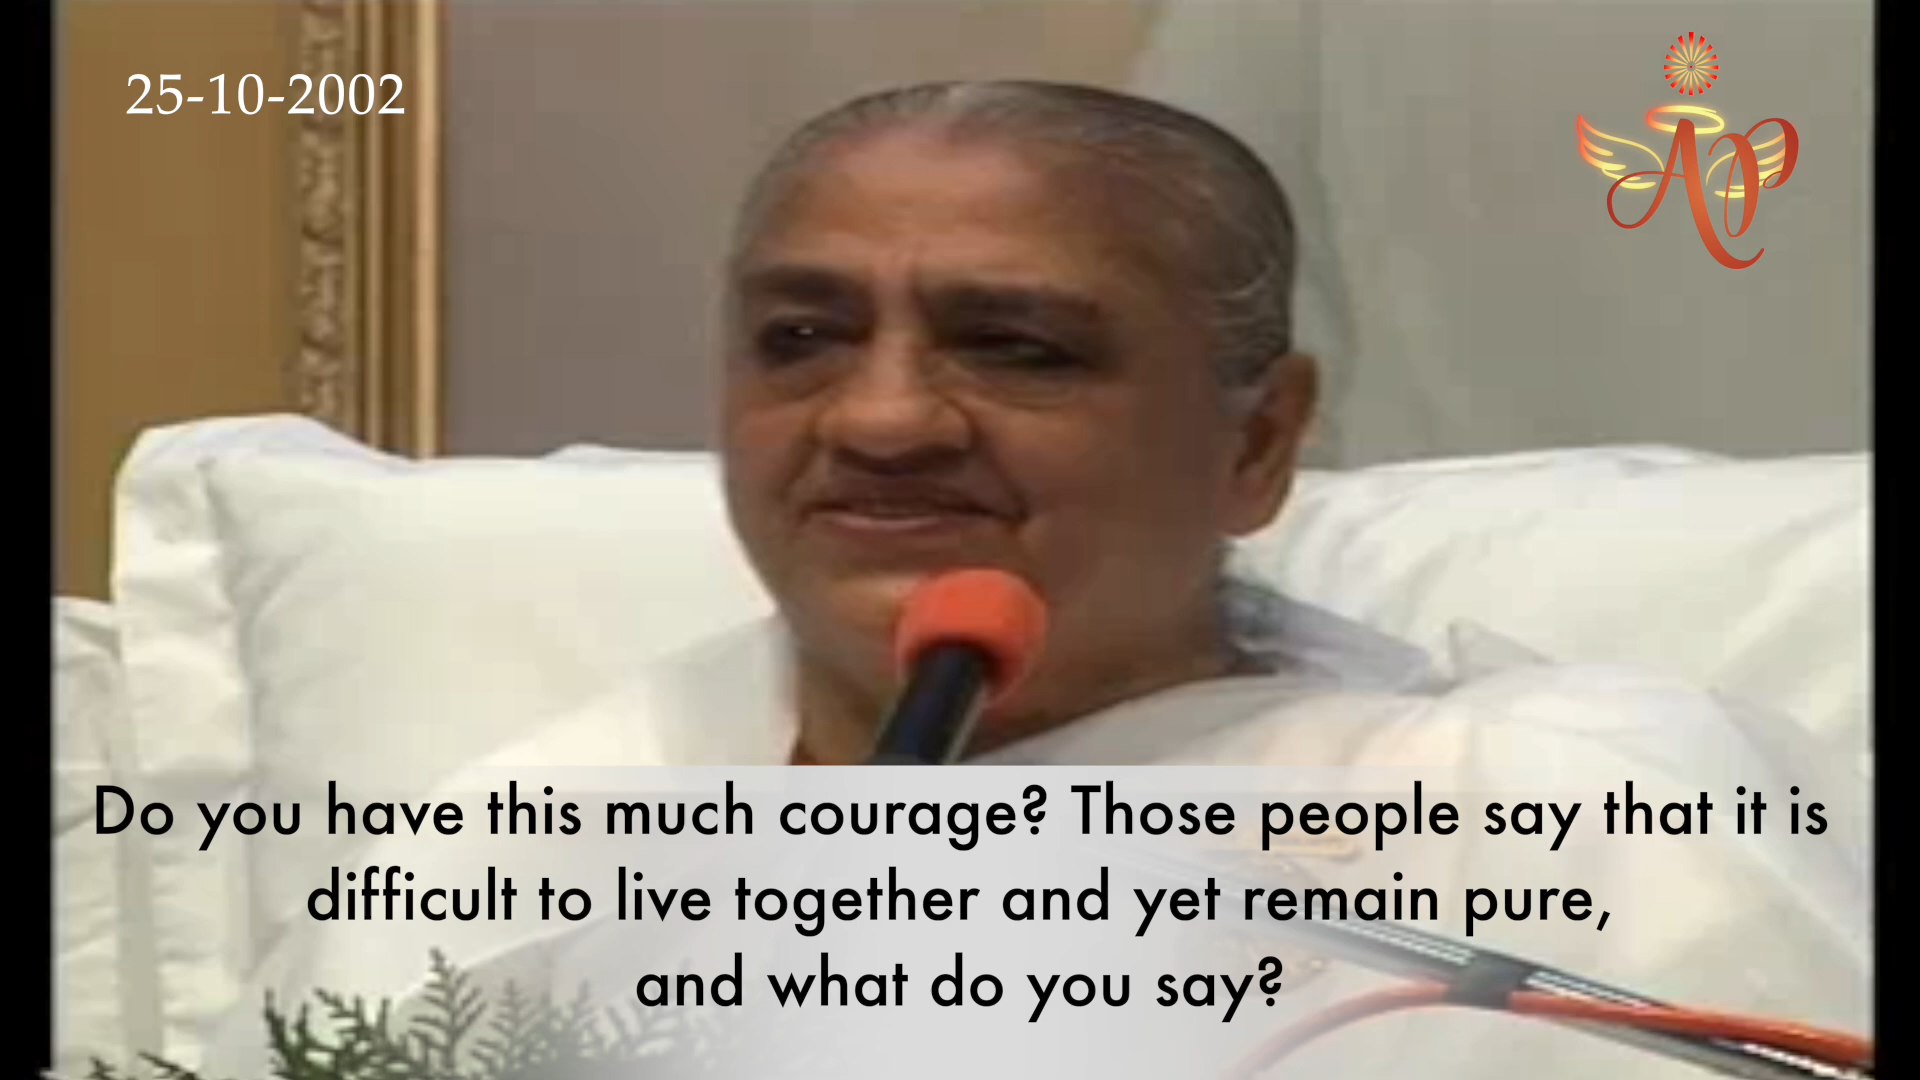 25-10-2002
AP
Do you have this much courage? Those people say that it is
difficult to live together and yet remain pure,
and what do you say?